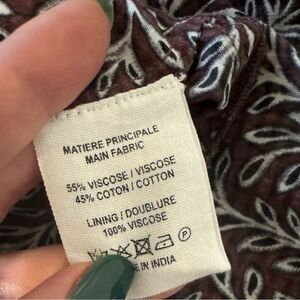 MATIERE PRINCIPALE
MAIN FABRIC
55% VISCOSE / VISCOSE
45% COTON / COTTON
LINING / DOUBLURE
100% VISCOSE
P
IN INDIA